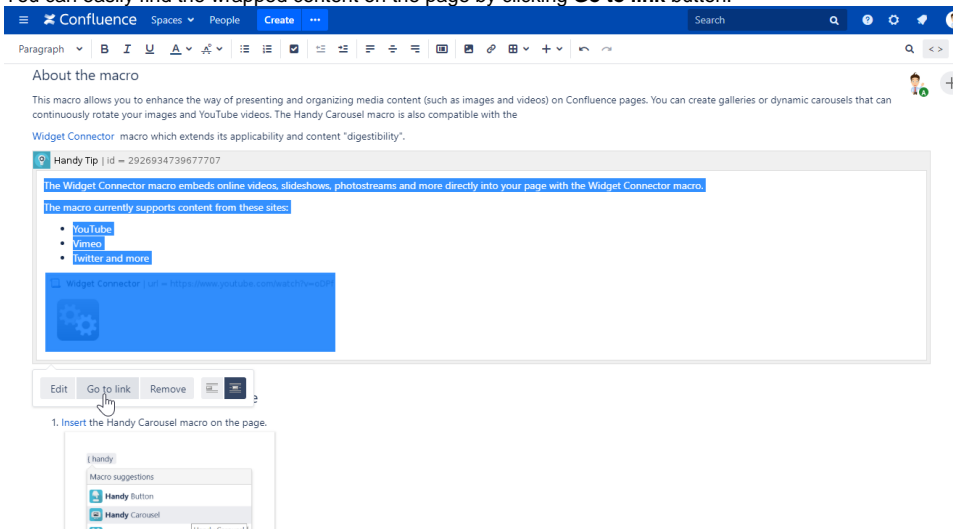 You can easily find the wrapped content on the page by clicking Go to link button.
Confluence Spaces People Create ··· Search
Paragraph B I U A
About the macro
This macro allows you to enhance the way of presenting and organizing media content (such as images and videos) on Confluence pages. You can create galleries or dynamic carousels that can
continuously rotate your images and YouTube videos. The Handy Carousel macro is also compatible with the
Widget Connector macro which extends its applicability and content "digestibility".
Handy Tip | id = 2926934739677707
The Widget Connector macro embeds online videos, slideshows, photostreams and more directly into your page with the Widget Connector macro.
The macro currently supports content from these sites:
• YouTube
• Vimeo
• Twitter and more
Widget Connector | url = https://www.youtube.com/watch?v=
Edit Go to link Remove
1. Insert the Handy Carousel macro on the page.
{ handy
Macro suggestions
Handy Button
Handy Carousel